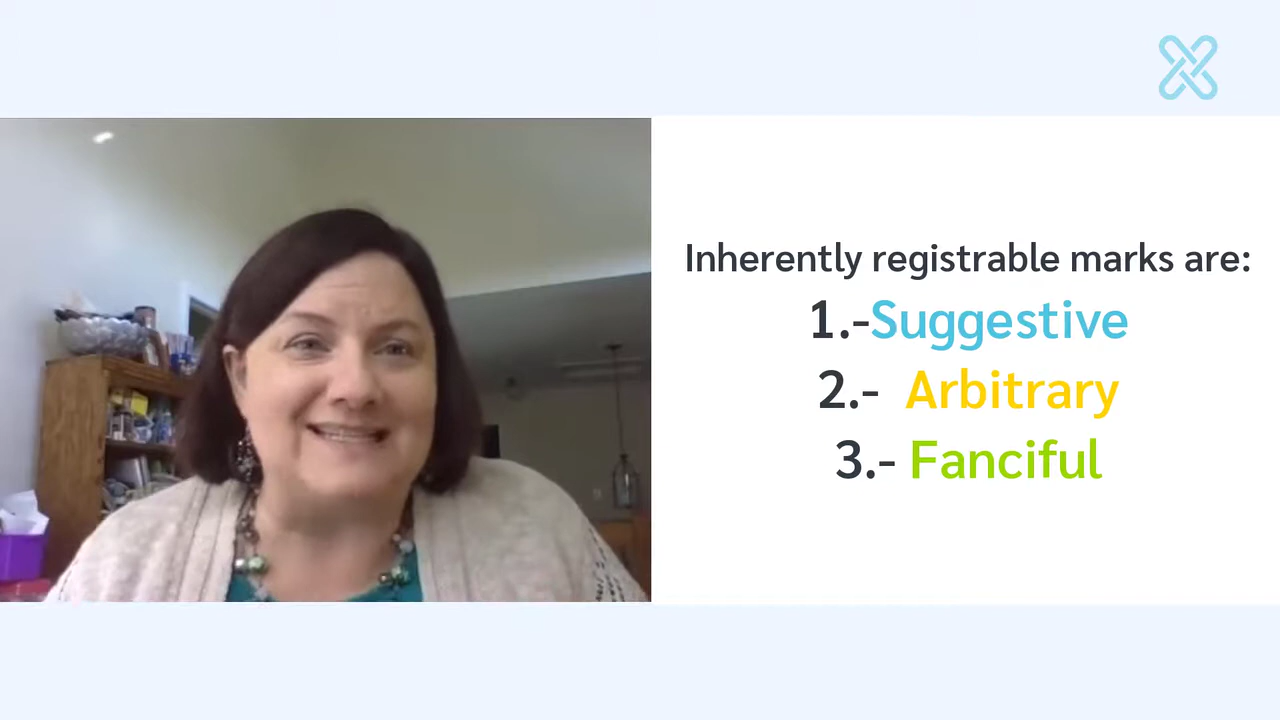 Inherently registrable marks are:
1.-Suggestive
2.- Arbitrary
3.- Fanciful